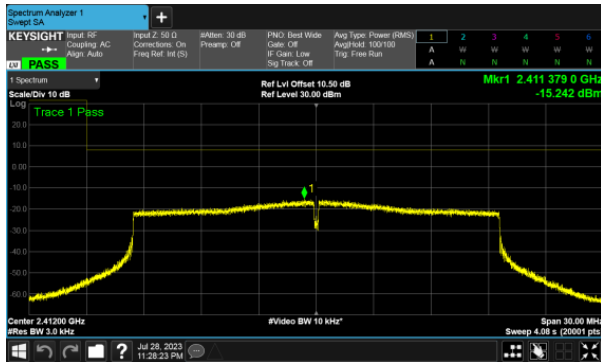 Spectrum Analyzer 1
Swept SA
+
KEYSIGHT Input: RF Input Z: 50 Ω #Atten: 30 dB PNO: Best Wide Avg Type: Power (RMS) 1 2 3 4 5 6
Coupling: AC Corrections: On Preamp: Off Gate: Off Avg|Hold: 100/100 A W W W W W
Align: Auto Freq Ref: Int (S) IF Gain: Low Trig: Free Run
Sig Track: Off A N N N N N
LXI PASS
1 Spectrum Ref Lvl Offset 10.50 dB Mkr1 2.411 379 0 GHz
Scale/Div 10 dB Ref Level 30.00 dBm -15.242 dBm
Log
Trace 1 Pass
20.0
10.0
0.00
1
-10.0
-20.0
-30.0
-40.0
-50.0
-60.0
Center 2.41200 GHz #Video BW 10 kHz* Span 30.00 MHz
#Res BW 3.0 kHz Sweep 4.08 s (20001 pts)
? Jul 28, 2023
11:28:23 PM